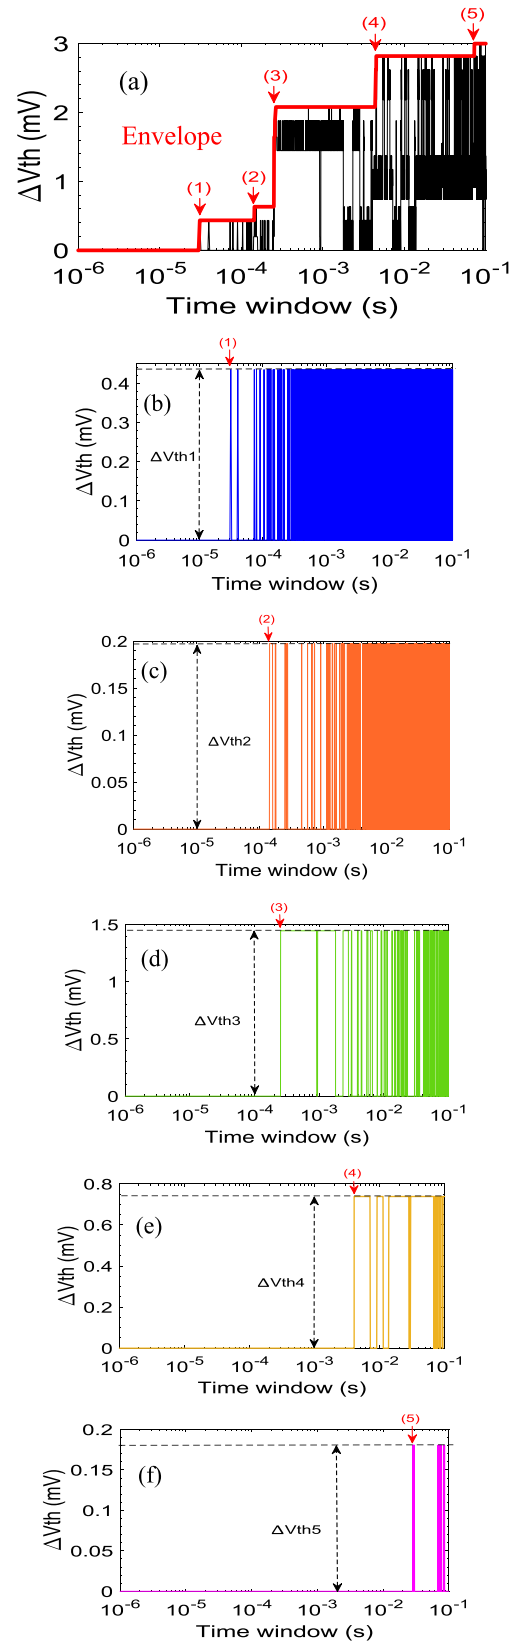 (4) (5)
3
(a)
(3)
2
ΔVth (mV)
Envelope
1
(1) (2)
0
10^-6 10^-5 10^-4 10^-3 10^-2 10^-1
Time window (s)
(1)
0.4
(b)
0.3
ΔVth (mV)
ΔVth1
0.2
0.1
0
10^-6 10^-5 10^-4 10^-3 10^-2 10^-1
Time window (s)
(2)
0.2
(c)
0.15
ΔVth (mV)
0.1
ΔVth2
0.05
0
10^-6 10^-5 10^-4 10^-3 10^-2 10^-1
Time window (s)
(3)
1.5
(d)
1
ΔVth (mV)
ΔVth3
0.5
0
10^-6 10^-5 10^-4 10^-3 10^-2 10^-1
Time window (s)
(4)
0.8
(e)
0.6
ΔVth (mV)
0.4
ΔVth4
0.2
0
10^-6 10^-5 10^-4 10^-3 10^-2 10^-1
Time window (s)
(5)
0.2
(f)
0.15
ΔVth (mV)
0.1
ΔVth5
0.05
0
10^-6 10^-5 10^-4 10^-3 10^-2 10^-1
Time window (s)